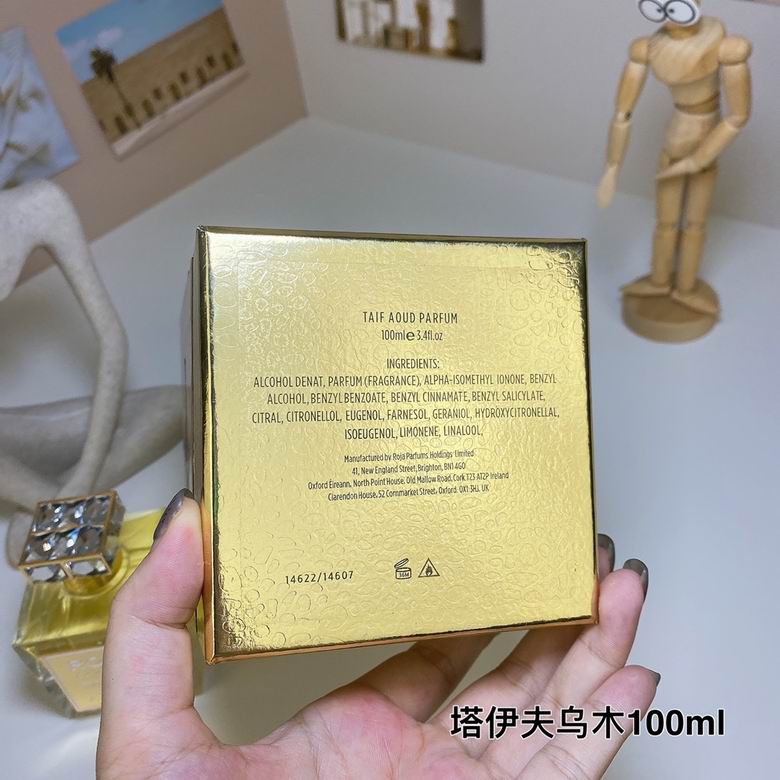 TAIF AOUD PARFUM
100ml℮3.4fl.oz
INGREDIENTS:
ALCOHOL DENAT, PARFUM (FRAGRANCE), ALPHA-ISOMETHYL IONONE, BENZYL
ALCOHOL, BENZYL BENZOATE, BENZYL CINNAMATE, BENZYL SALICYLATE,
CITRAL, CITRONELLOL, EUGENOL, FARNESOL, GERANIOL, HYDROXYCITRONELLAL,
ISOEUGENOL, LIMONENE, LINALOOL,
Manufactured by Roja Parfums Holdings Limited
41, New England Street, Brighton, BN1 4GQ
Oxford Eireann, North Point House, Old Mallow Road, Cork T23 AT2P Ireland
Clarendon House, 52 Cornmarket Street, Oxford, OX1 3HJ, UK
14622/14607
36M
塔伊夫乌木100ml